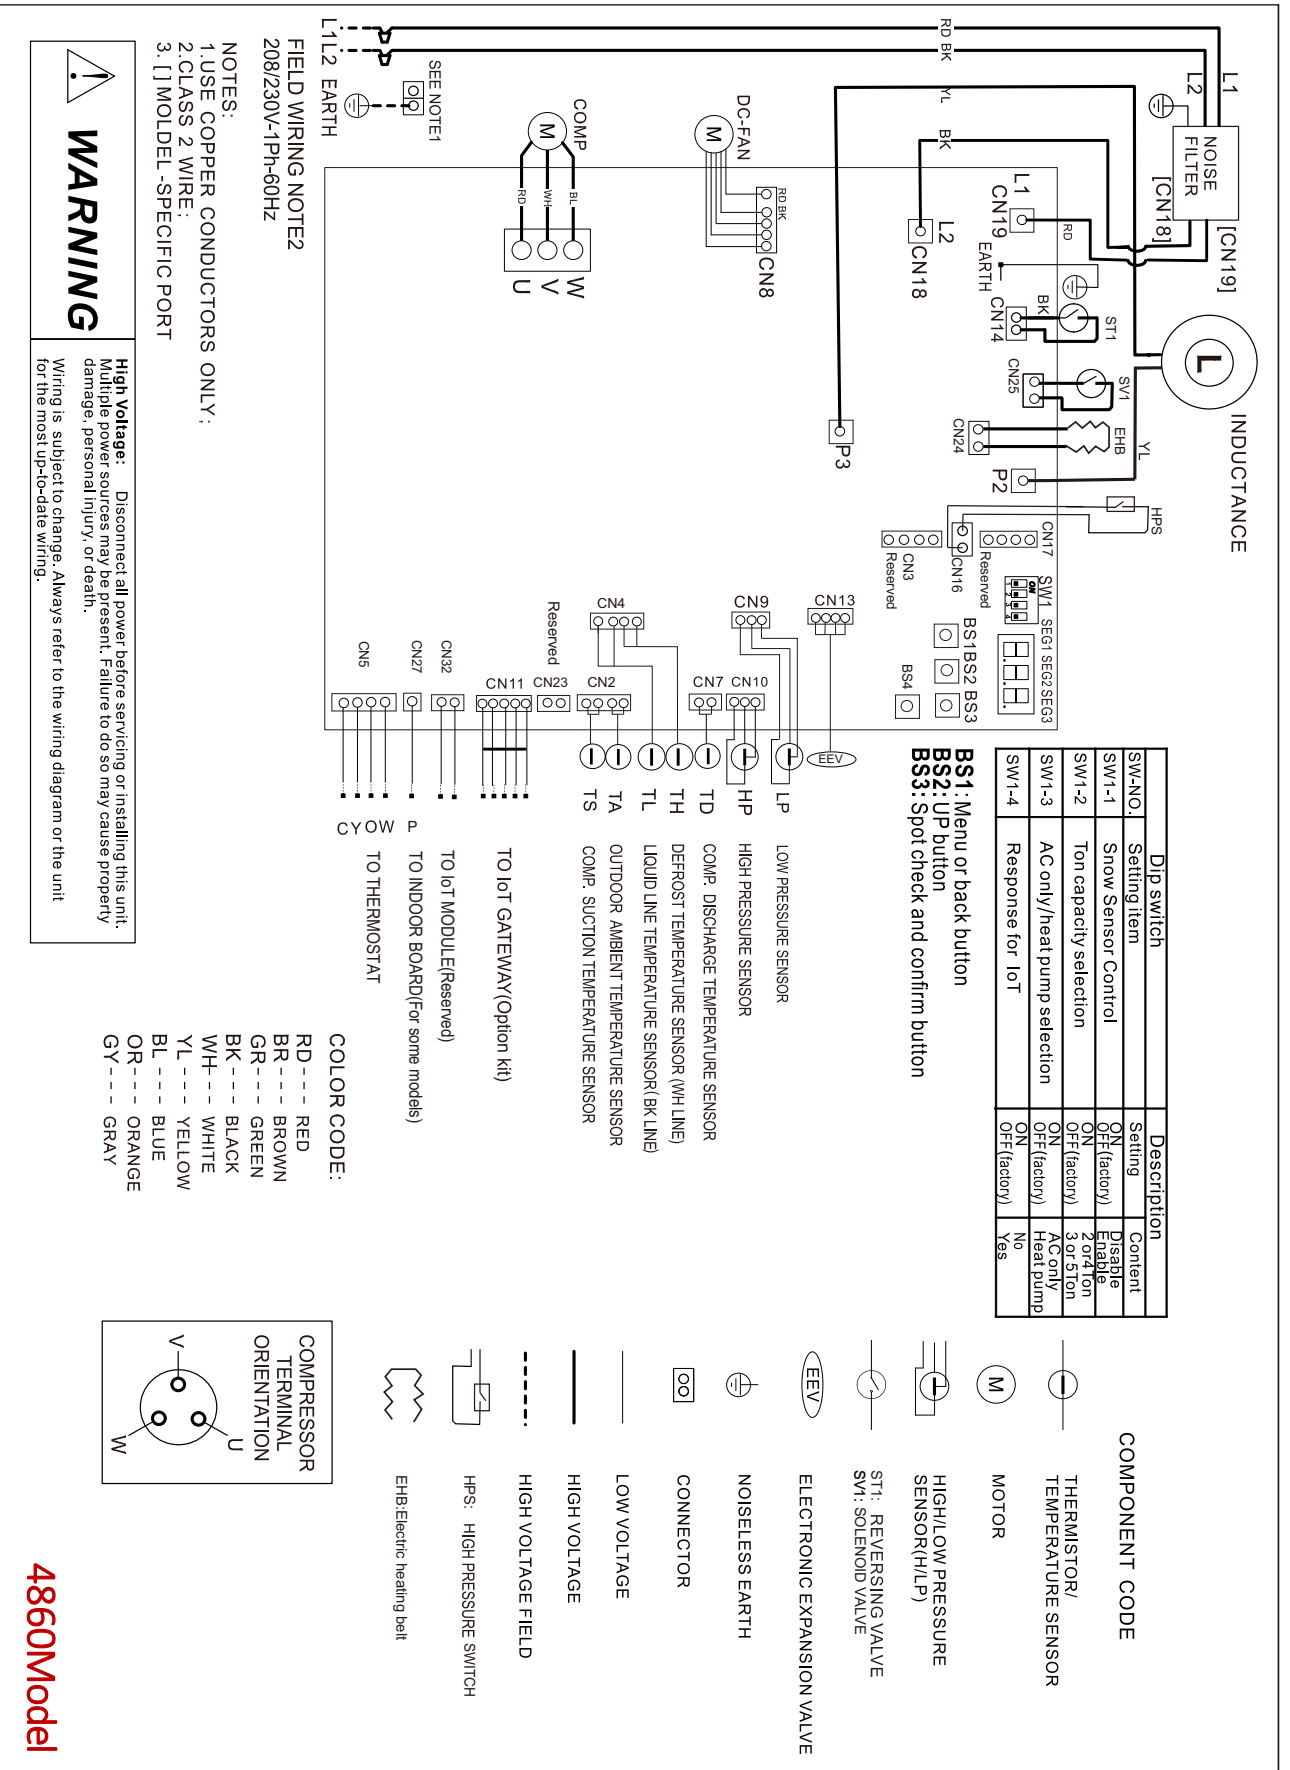 L1 L2 EARTH
SEE NOTE1
FIELD WIRING NOTE2
208/230V-1Ph-60Hz
NOTES:
1.USE COPPER CONDUCTORS ONLY;
2.CLASS 2 WIRE;
3. [ ] MOLDEL -SPECIFIC PORT
WARNING
High Voltage: Disconnect all power before servicing or installing this unit.
Multiple power sources may be present. Failure to do so may cause property
damage, personal injury, or death.
Wiring is subject to change. Always refer to the wiring diagram or the unit
for the most up-to-date wiring.
RD BK
YL
BK
L1
L2
NOISE
FILTER
[CN18]
[CN19]
L
INDUCTANCE
YL
COMP
M
RD
WH
BL
U
V
W
DC-FAN
M
RD BK
CN8
L2
CN18
L1
CN19
RD
EARTH
BK
CN14
ST1
CN25
SV1
CN24
EHB
P3
P2
HPS
CN17
Reserved
CN16
CN3
Reserved
SW1
ON
1 2 3 4
SEG1 SEG2 SEG3
BS1 BS2 BS3
BS4
CN13
CN9
CN4
CN10
CN7
CN2
CN23
Reserved
CN11
CN32
CN27
CN5
EEV
LP
LOW PRESSURE SENSOR
HP
HIGH PRESSURE SENSOR
TD
COMP. DISCHARGE TEMPERATURE SENSOR
TH
DEFROST TEMPERATURE SENSOR (WH LINE)
TL
LIQUID LINE TEMPERATURE SENSOR( BK LINE)
TA
OUTDOOR AMBIENT TEMPERATURE SENSOR
TS
COMP. SUCTION TEMPERATURE SENSOR
TO IoT GATEWAY(Option kit)
TO IoT MODULE(Reserved)
P
TO INDOOR BOARD(For some models)
C Y O W
TO THERMOSTAT
BS1: Menu or back button
BS2: UP button
BS3: Spot check and confirm button
Dip switch Description
SW-NO. Setting item Setting Content
SW1-1 Snow Sensor Control ON Disable
OFF(factory) Enable
SW1-2 Ton capacity selection ON 2 or4 Ton
OFF(factory) 3 or 5Ton
SW1-3 AC only/heat pump selection ON AC only
OFF(factory) Heat pump
SW1-4 Response for IoT ON No
OFF(factory) Yes
COLOR CODE:
RD - - - RED
BR - - - BROWN
GR - - - GREEN
BK - - - BLACK
WH- - - WHITE
YL - - - YELLOW
BL - - - BLUE
OR- - - ORANGE
GY- - - GRAY
COMPONENT CODE
THERMISTOR/
TEMPERATURE SENSOR
M
MOTOR
HIGH/LOW PRESSURE
SENSOR(H/LP)
ST1: REVERSING VALVE
SV1: SOLENOID VALVE
EEV
ELECTRONIC EXPANSION VALVE
NOISELESS EARTH
CONNECTOR
LOW VOLTAGE
HIGH VOLTAGE
HIGH VOLTAGE FIELD
HPS: HIGH PRESSURE SWITCH
EHB:Electric heating belt
COMPRESSOR
TERMINAL
ORIENTATION
V
U
W
4860Model